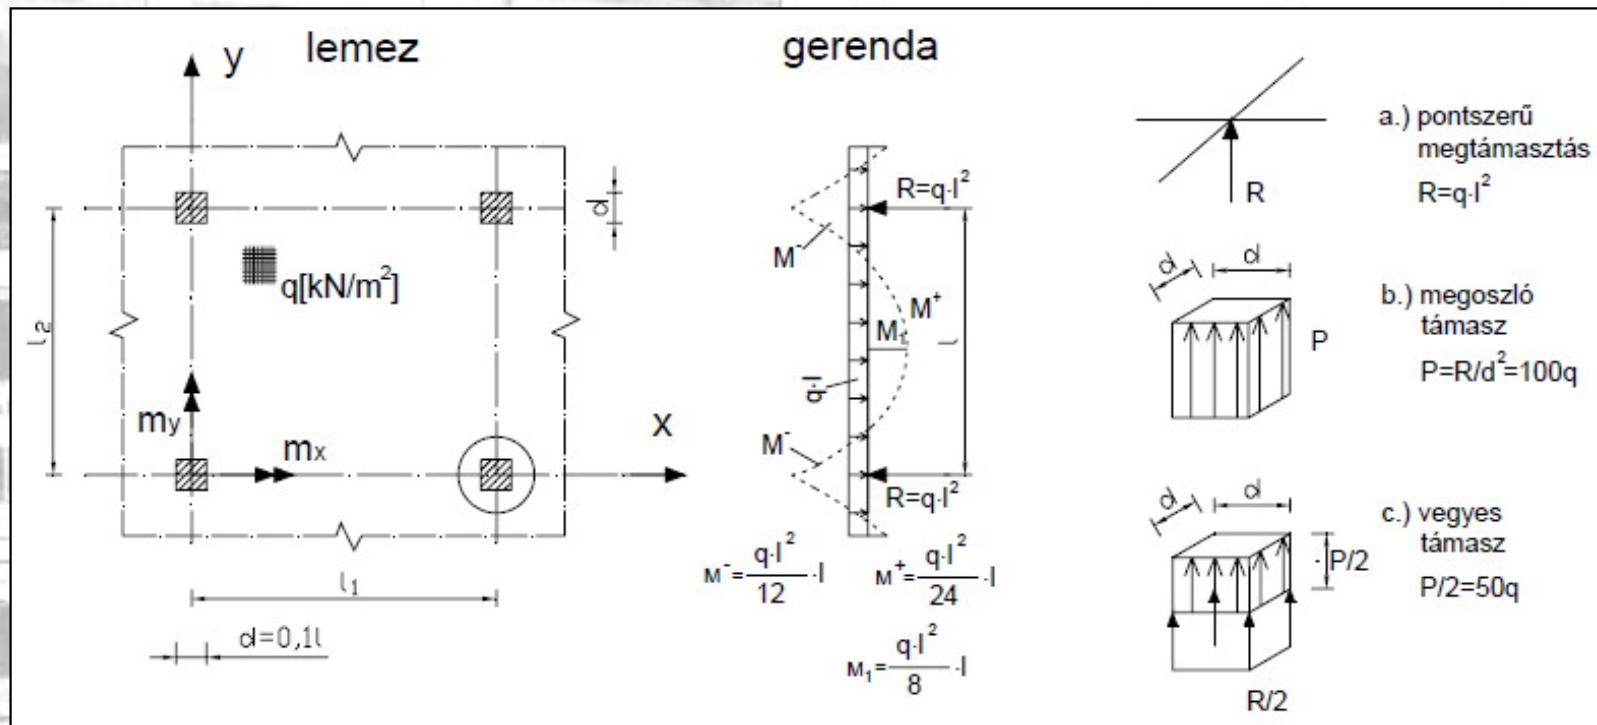 lemez
y
q[kN/m²]
d
l₂
my
mx
x
l₁
d=0,1l
gerenda
R=q·l²
M⁻
M⁺
M₁
l
q·l
M⁻
R=q·l²
M⁻=q·l²/12·l
M⁺=q·l²/24·l
M₁=q·l²/8·l
R
a.) pontszerű
megtámasztás
R=q·l²
d
d
P
b.) megoszló
támasz
P=R/d²=100q
d
d
P/2
R/2
c.) vegyes
támasz
P/2=50q